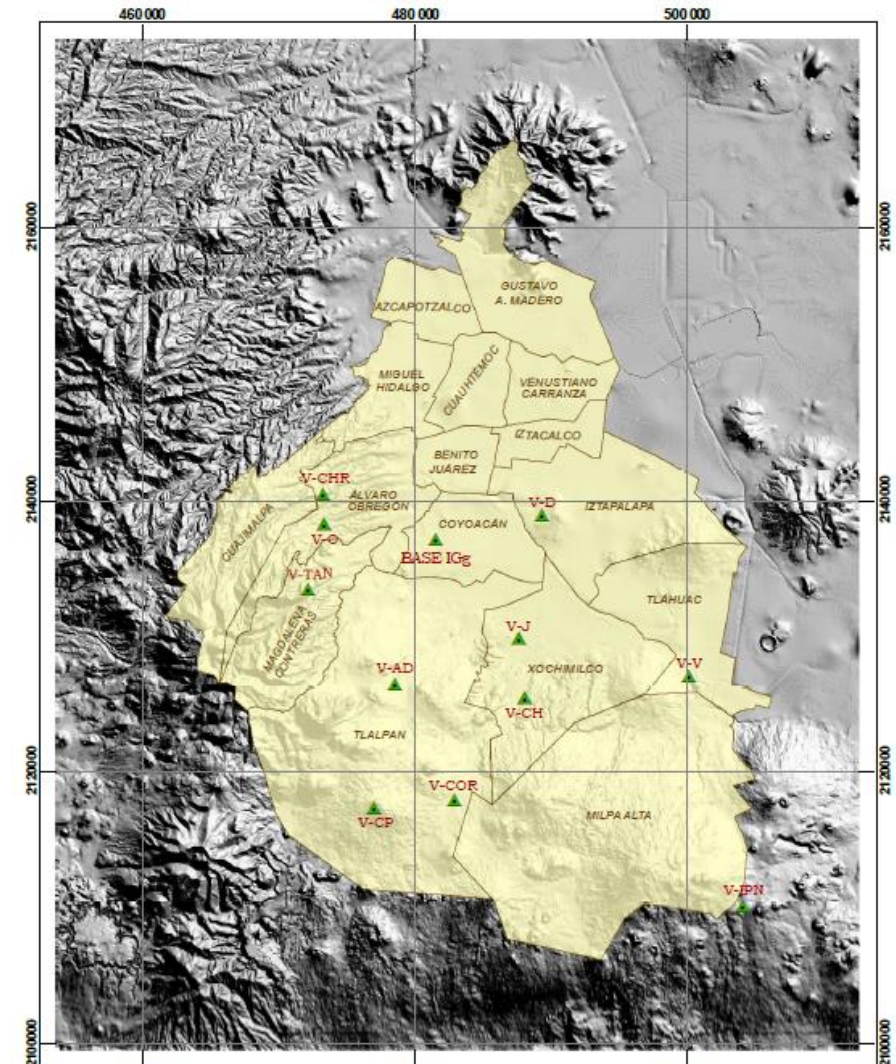 460 000
480 000
500 000
2160000
2160000
GUSTAVO
A. MADERO
AZCAPOTZALCO
MIGUEL
HIDALGO
CUAUHTEMOC
VENUSTIANO
CARRANZA
IZTACALCO
BENITO
JUÁREZ
V-CHR
2140000
2140000
ÁLVARO
OBREGON
V-D
IZTAPALAPA
CUAJIMALPA
V-O
COYOACÁN
BASE IGg
V-TAN
TLAHUAC
MAGDALENA
CONTRERAS
V-J
XOCHIMILCO
V-V
V-AD
V-CH
TLALPAN
2120000
2120000
V-COR
V-CP
MILPA ALTA
V-IPN
2100000
2100000